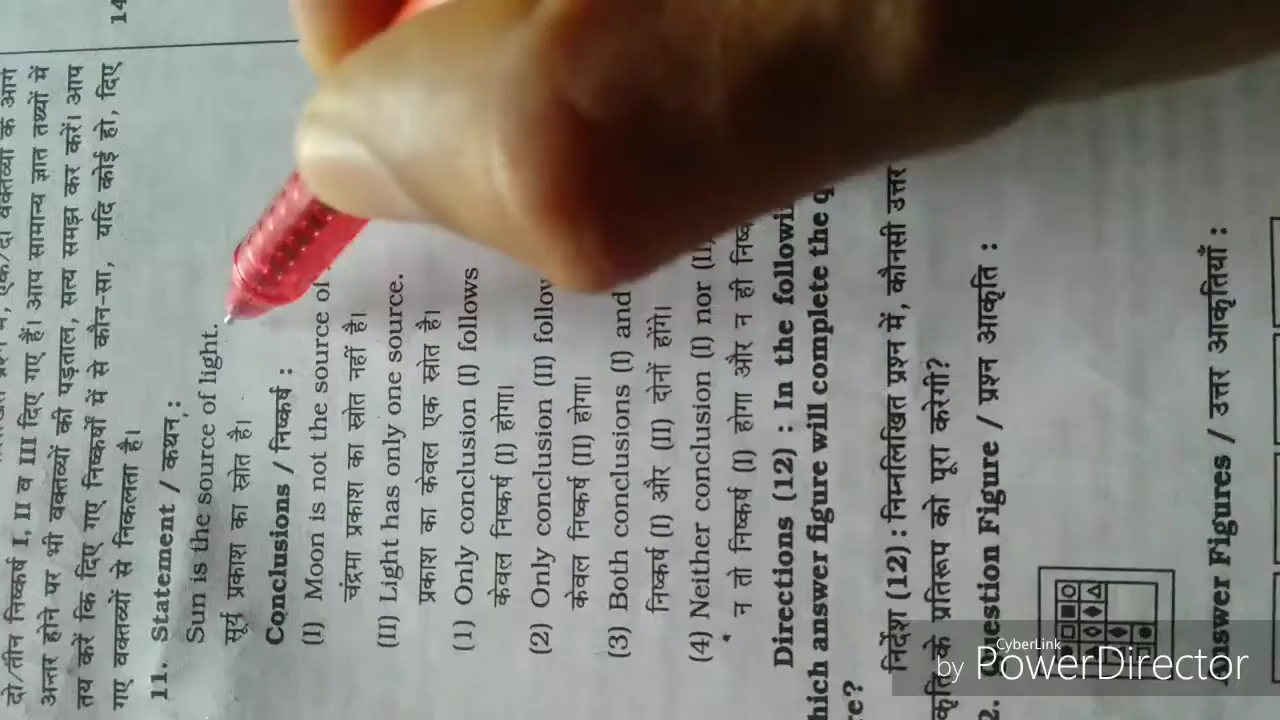 14
दो/तीन निष्कर्ष I, II व III दिए गए हैं। आप सामान्य ज्ञात तथ्यों में
अन्तर होने पर भी वक्तव्यों की पड़ताल, सत्य समझ कर करें। आप
तय करें कि दिए गए निष्कर्षों में से कौन-सा, यदि कोई हो, दिए
गए वक्तव्यों से निकलता है।
11. Statement / कथन :
Sun is the source of light.
सूर्य प्रकाश का स्रोत है।
Conclusions / निष्कर्ष :
(I) Moon is not the source of
चंद्रमा प्रकाश का स्रोत नहीं है।
(II) Light has only one source.
प्रकाश का केवल एक स्रोत है।
(1) Only conclusion (I) follows
केवल निष्कर्ष (I) होगा।
(2) Only conclusion (II) follow
केवल निष्कर्ष (II) होगा।
(3) Both conclusions (I) and
निष्कर्ष (I) और (II) दोनों होंगे।
(4) Neither conclusion (I) nor (II
न तो निष्कर्ष (I) होगा और न ही
Directions (12) : In the followi
hich answer figure will complete the
re?
निर्देश (12) : निम्नलिखित प्रश्न में, कौनसी उत्तर
कृति के प्रतिरूप को पूरा करेगी?
2. Question Figure / प्रश्न आकृति :
Answer Figures / उत्तर आकृतियाँ :
CyberLink
by PowerDirector